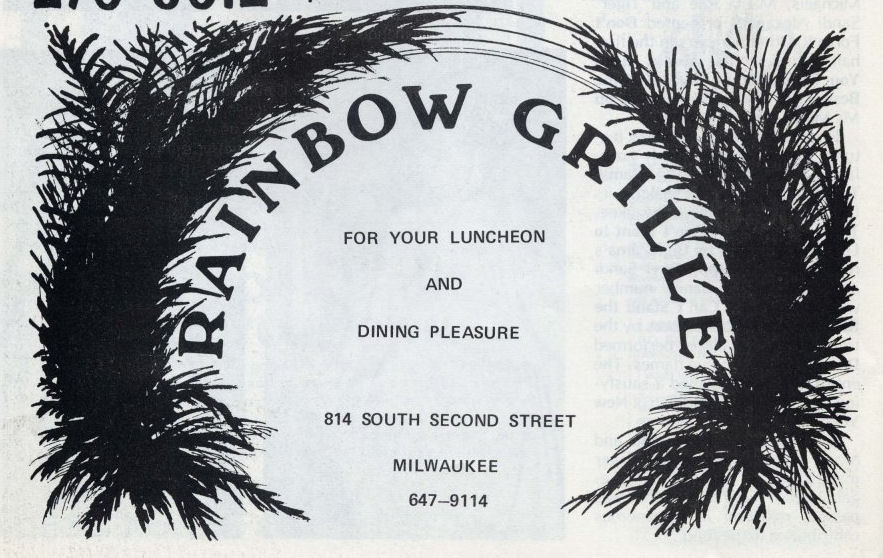 RAINBOW GRILLE
FOR YOUR LUNCHEON
AND
DINING PLEASURE
814 SOUTH SECOND STREET
MILWAUKEE
647–9114